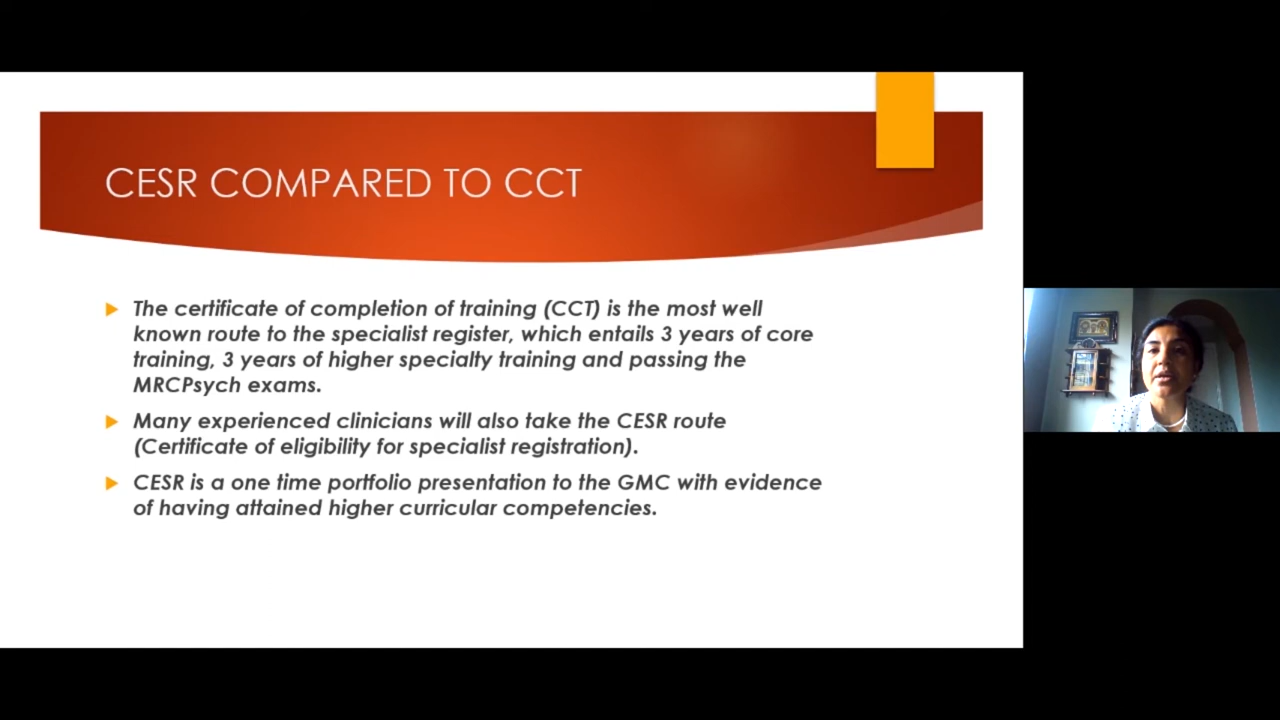 CESR COMPARED TO CCT
The certificate of completion of training (CCT) is the most well
known route to the specialist register, which entails 3 years of core
training, 3 years of higher specialty training and passing the
MRCPsych exams.
Many experienced clinicians will also take the CESR route
(Certificate of eligibility for specialist registration).
CESR is a one time portfolio presentation to the GMC with evidence
of having attained higher curricular competencies.